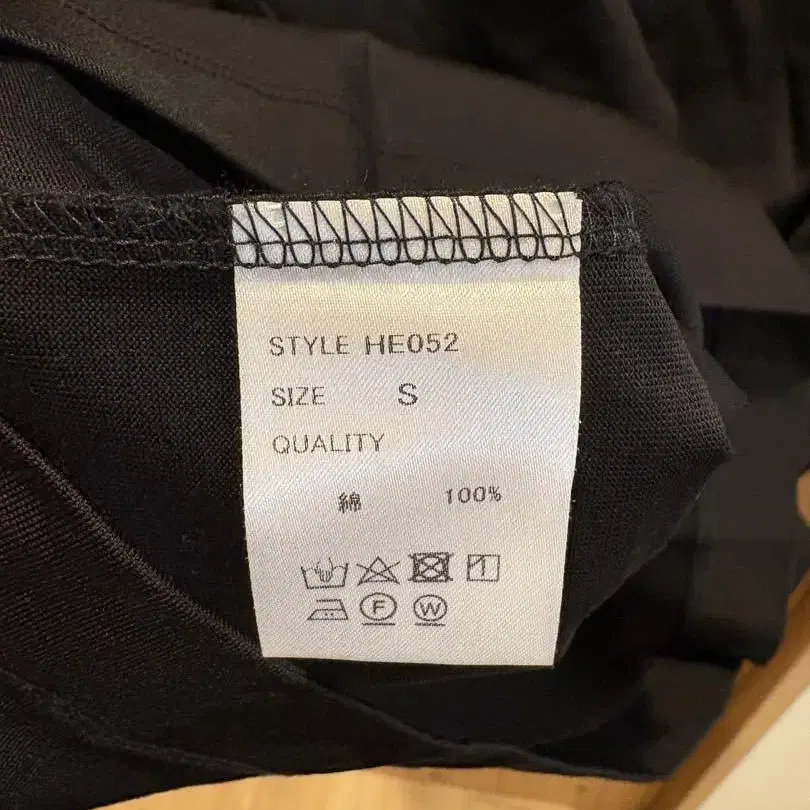 STYLE HE052
SIZE S
QUALITY
綿 100%
F W